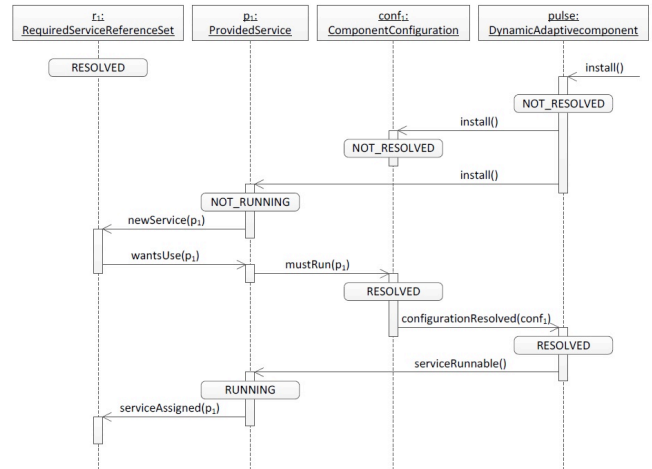 r₁:
RequiredServiceReferenceSet
p₁:
ProvidedService
conf₁:
ComponentConfiguration
pulse:
DynamicAdaptivecomponent
RESOLVED
install()
NOT_RESOLVED
install()
NOT_RESOLVED
install()
NOT_RUNNING
newService(p₁)
wantsUse(p₁)
mustRun(p₁)
RESOLVED
configurationResolved(conf₁)
RESOLVED
serviceRunnable()
RUNNING
serviceAssigned(p₁)